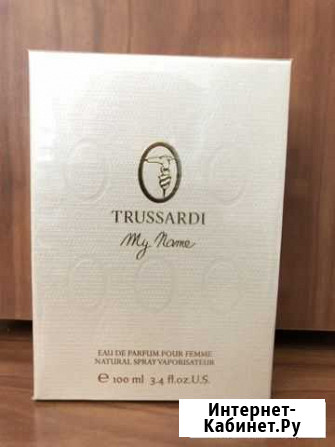 TRUSSARDI
My Name
EAU DE PARFUM POUR FEMME
NATURAL SPRAY VAPORISATEUR
℮ 100 ml 3.4 fl.oz.U.S.
Интернет-
Кабинет.Ру